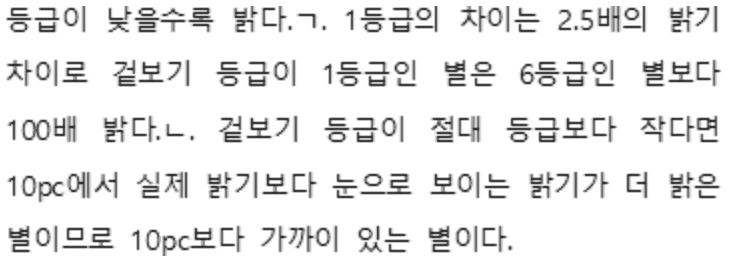 등급이 낮을수록 밝다.ㄱ. 1등급의 차이는 2.5배의 밝기
차이로 겉보기 등급이 1등급인 별은 6등급인 별보다
100배 밝다.ㄴ. 겉보기 등급이 절대 등급보다 작다면
10pc에서 실제 밝기보다 눈으로 보이는 밝기가 더 밝은
별이므로 10pc보다 가까이 있는 별이다.